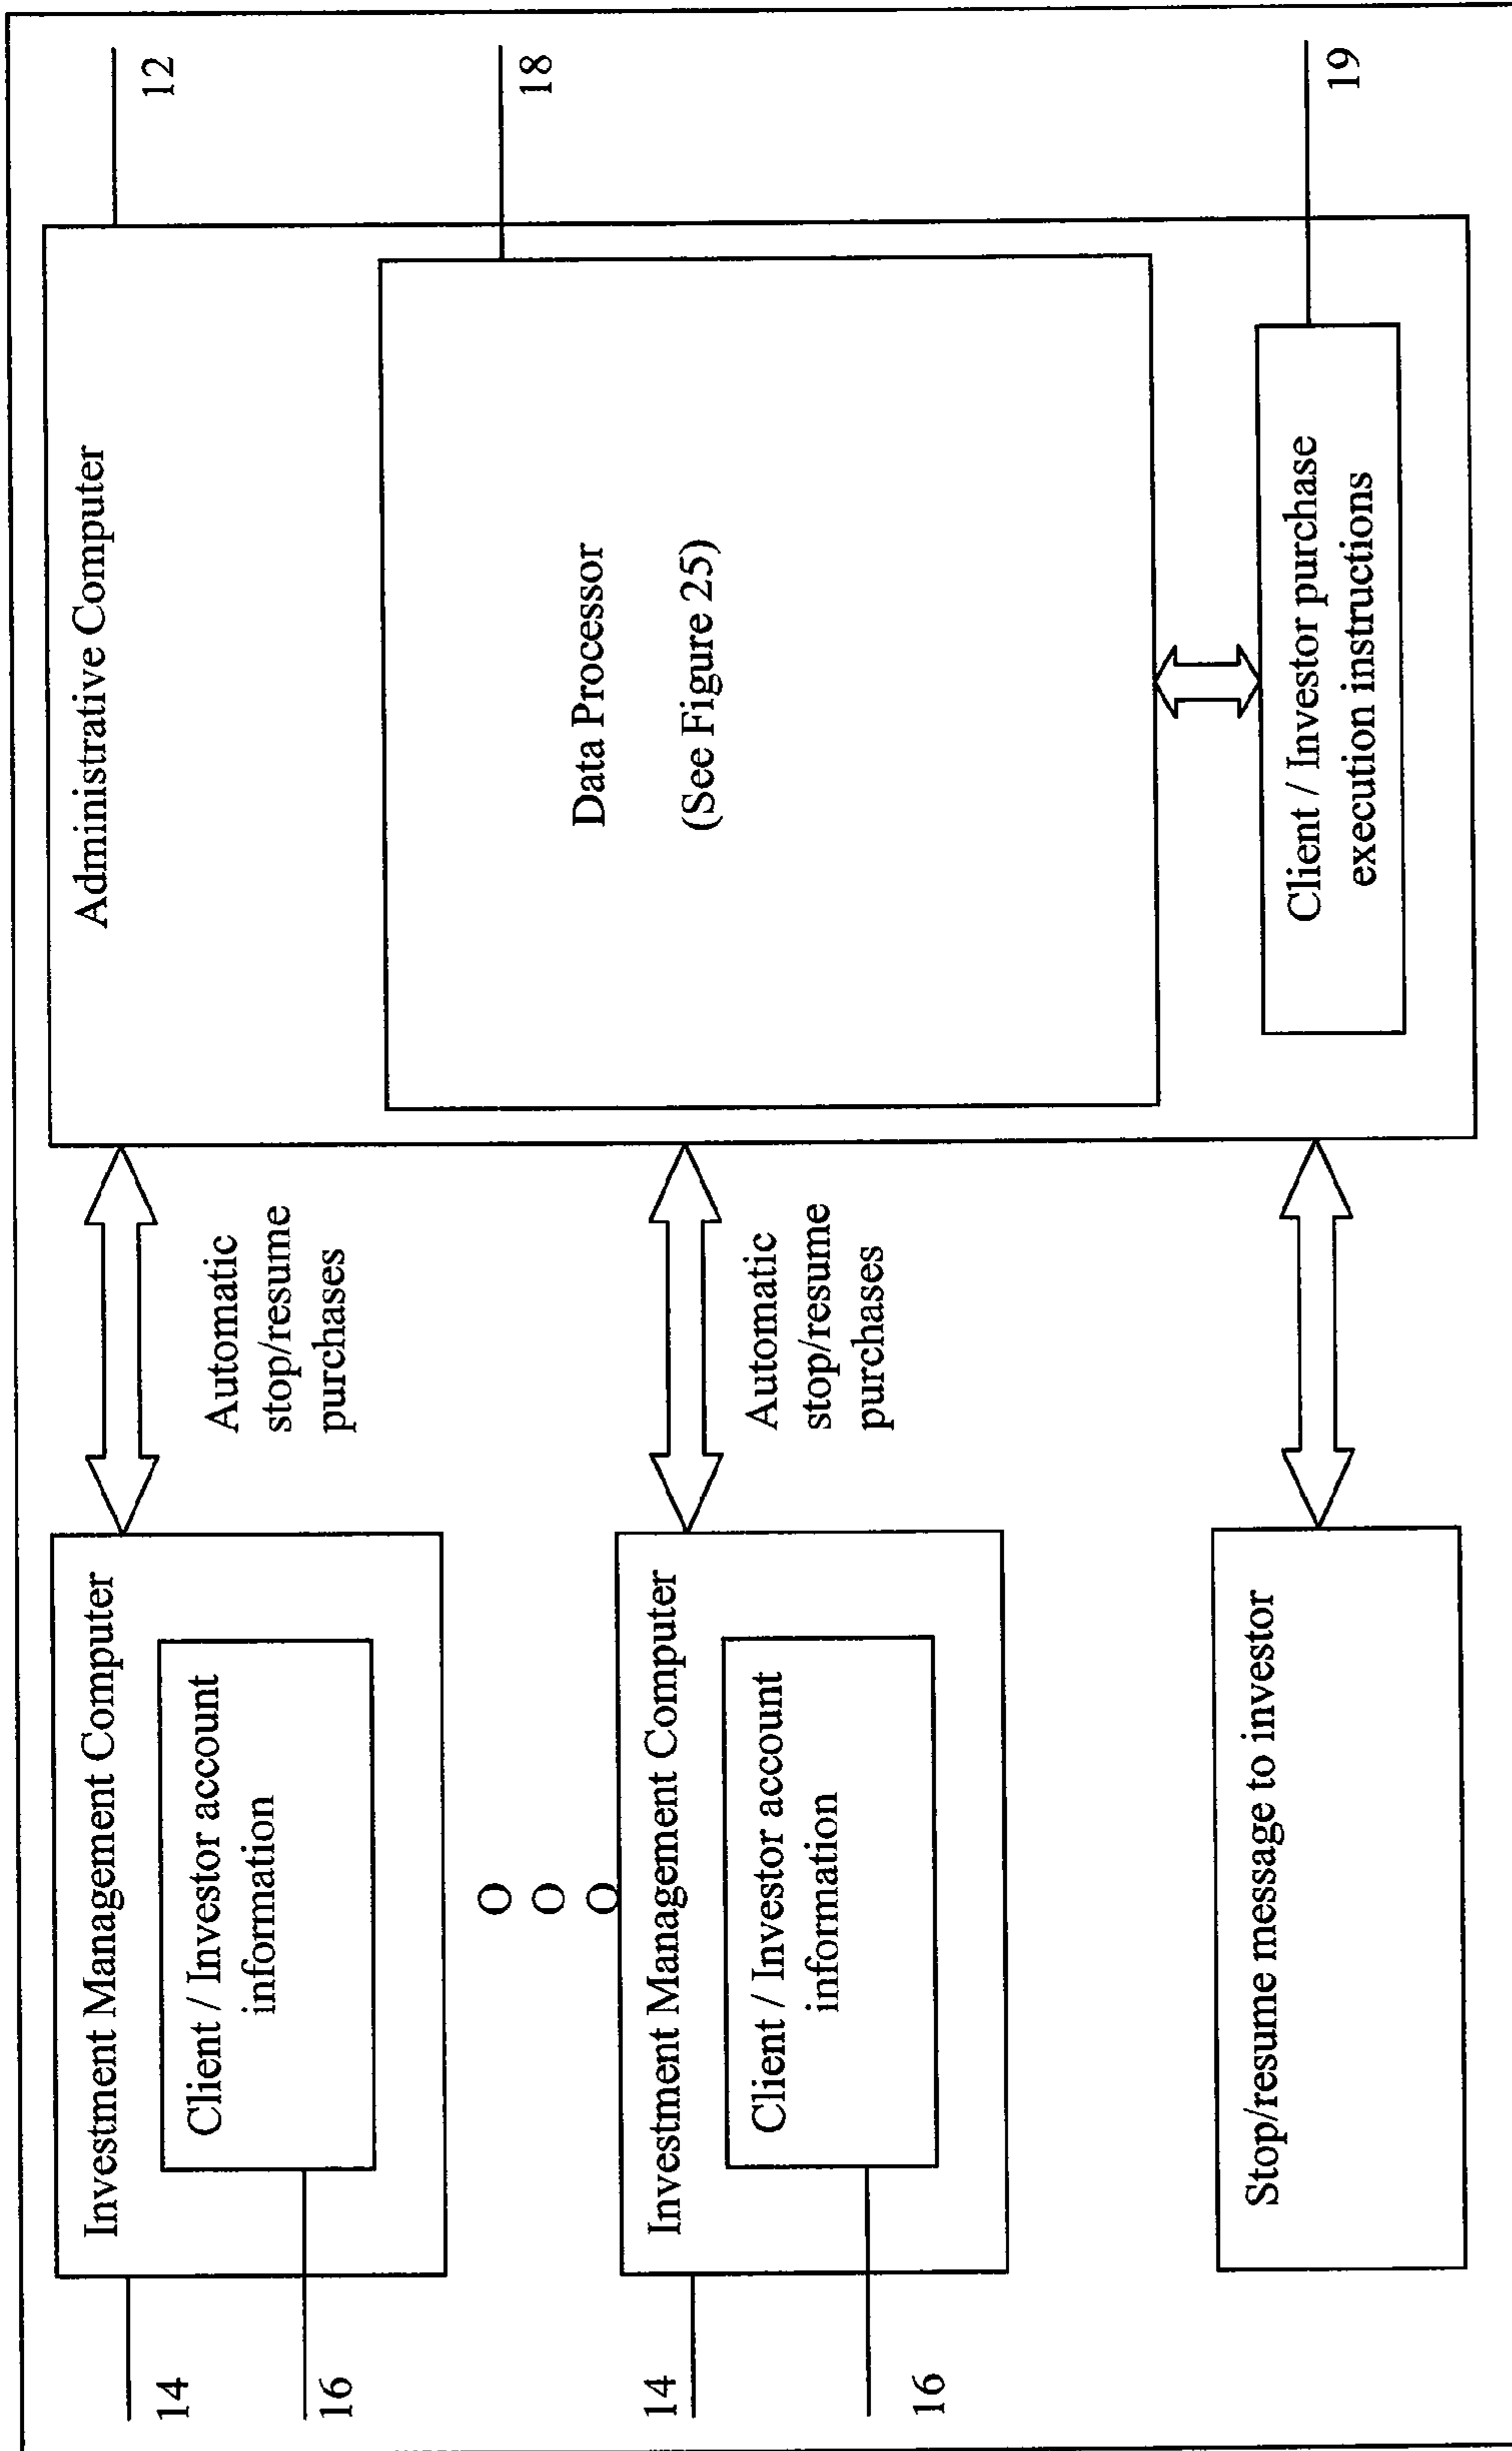 14
Investment Management Computer
16
Client / Investor account
information
Automatic
stop/resume
purchases
O
O
O
14
Investment Management Computer
16
Client / Investor account
information
Automatic
stop/resume
purchases
Stop/resume message to investor
Administrative Computer
12
Data Processor
(See Figure 25)
18
Client / Investor purchase
execution instructions
19